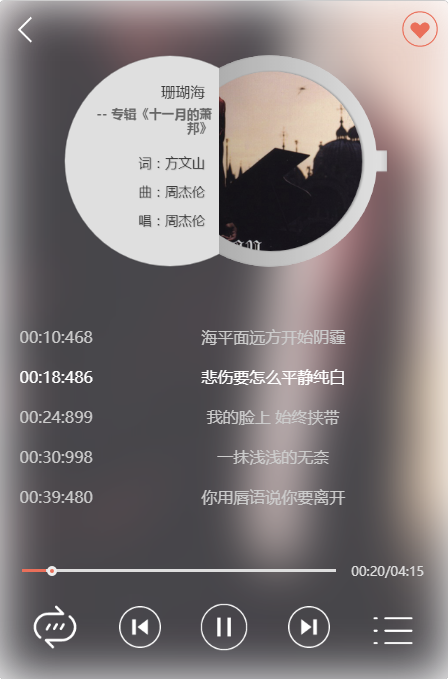 珊瑚海
-- 专辑《十一月的萧
邦》
词：方文山
曲：周杰伦
唱：周杰伦
00:10:468 海平面远方开始阴霾
00:18:486 悲伤要怎么平静纯白
00:24:899 我的脸上 始终挟带
00:30:998 一抹浅浅的无奈
00:39:480 你用唇语说你要离开
00:20/04:15